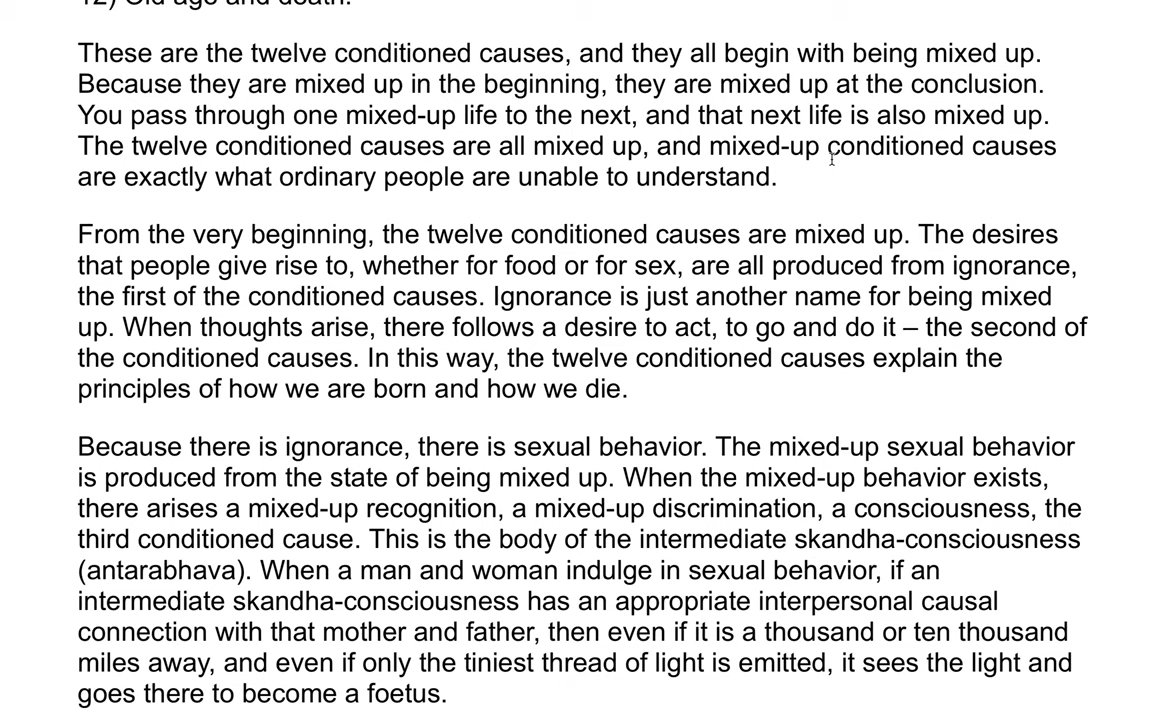 12) Old age and death.
These are the twelve conditioned causes, and they all begin with being mixed up.
Because they are mixed up in the beginning, they are mixed up at the conclusion.
You pass through one mixed-up life to the next, and that next life is also mixed up.
The twelve conditioned causes are all mixed up, and mixed-up conditioned causes
are exactly what ordinary people are unable to understand.
From the very beginning, the twelve conditioned causes are mixed up. The desires
that people give rise to, whether for food or for sex, are all produced from ignorance,
the first of the conditioned causes. Ignorance is just another name for being mixed
up. When thoughts arise, there follows a desire to act, to go and do it – the second of
the conditioned causes. In this way, the twelve conditioned causes explain the
principles of how we are born and how we die.
Because there is ignorance, there is sexual behavior. The mixed-up sexual behavior
is produced from the state of being mixed up. When the mixed-up behavior exists,
there arises a mixed-up recognition, a mixed-up discrimination, a consciousness, the
third conditioned cause. This is the body of the intermediate skandha-consciousness
(antarabhava). When a man and woman indulge in sexual behavior, if an
intermediate skandha-consciousness has an appropriate interpersonal causal
connection with that mother and father, then even if it is a thousand or ten thousand
miles away, and even if only the tiniest thread of light is emitted, it sees the light and
goes there to become a foetus.